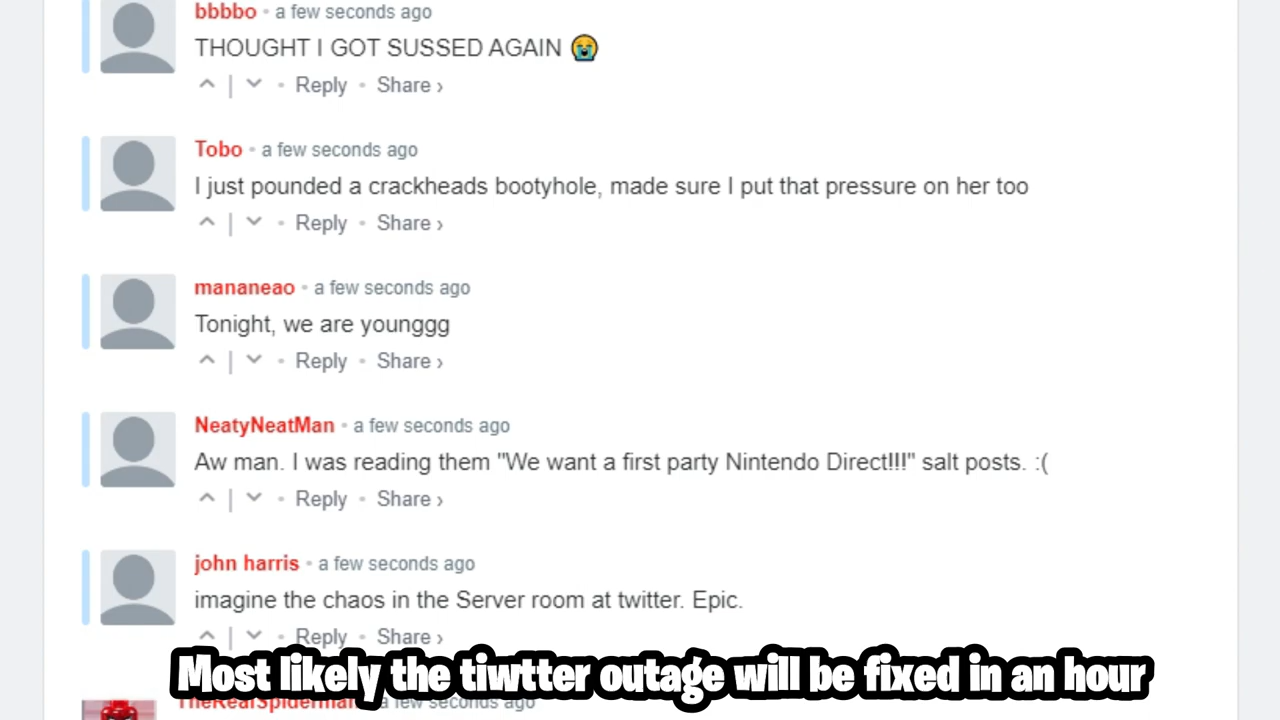 bbbbo • a few seconds ago
THOUGHT I GOT SUSSED AGAIN 😭
Reply • Share ›
Tobo • a few seconds ago
I just pounded a crackheads bootyhole, made sure I put that pressure on her too
Reply • Share ›
mananeao • a few seconds ago
Tonight, we are younggg
Reply • Share ›
NeatyNeatMan • a few seconds ago
Aw man. I was reading them "We want a first party Nintendo Direct!!!" salt posts. :(
Reply • Share ›
john harris • a few seconds ago
imagine the chaos in the Server room at twitter. Epic.
Reply • Share ›
Most likely the tiwtter outage will be fixed in an hour
TheRealSpiderman • a few seconds ago